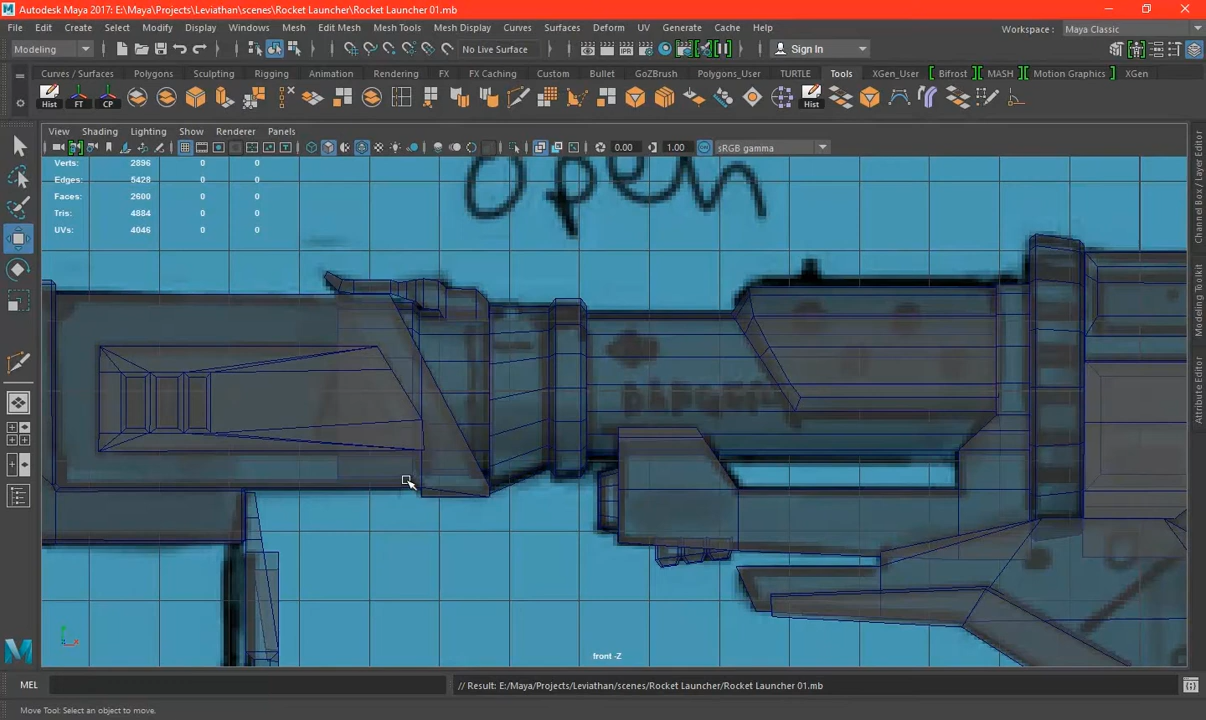 Autodesk Maya 2017: E:\Maya\Projects\Leviathan\scenes\Rocket Launcher\Rocket Launcher 01.mb
File Edit Create Select Modify Display Windows Mesh Edit Mesh Mesh Tools Mesh Display Curves Surfaces Deform UV Generate Cache Help Workspace : Maya Classic
Modeling No Live Surface Sign In
Curves / Surfaces Polygons Sculpting Rigging Animation Rendering FX FX Caching Custom Bullet GoZBrush Polygons_User TURTLE Tools XGen_User Bifrost MASH Motion Graphics XGen
Hist FT CP Hist
View Shading Lighting Show Renderer Panels
0.00 1.00 sRGB gamma
Verts: 2896 0 0
Edges: 5428 0 0
Faces: 2600 0 0
Tris: 4884 0 0
UVs: 4046 0 0
open
Channel Box / Layer Editor
Modeling Toolkit
Attribute Editor
front -Z
MEL // Result: E:/Maya/Projects/Leviathan/scenes/Rocket Launcher/Rocket Launcher 01.mb
Move Tool: Select an object to move.